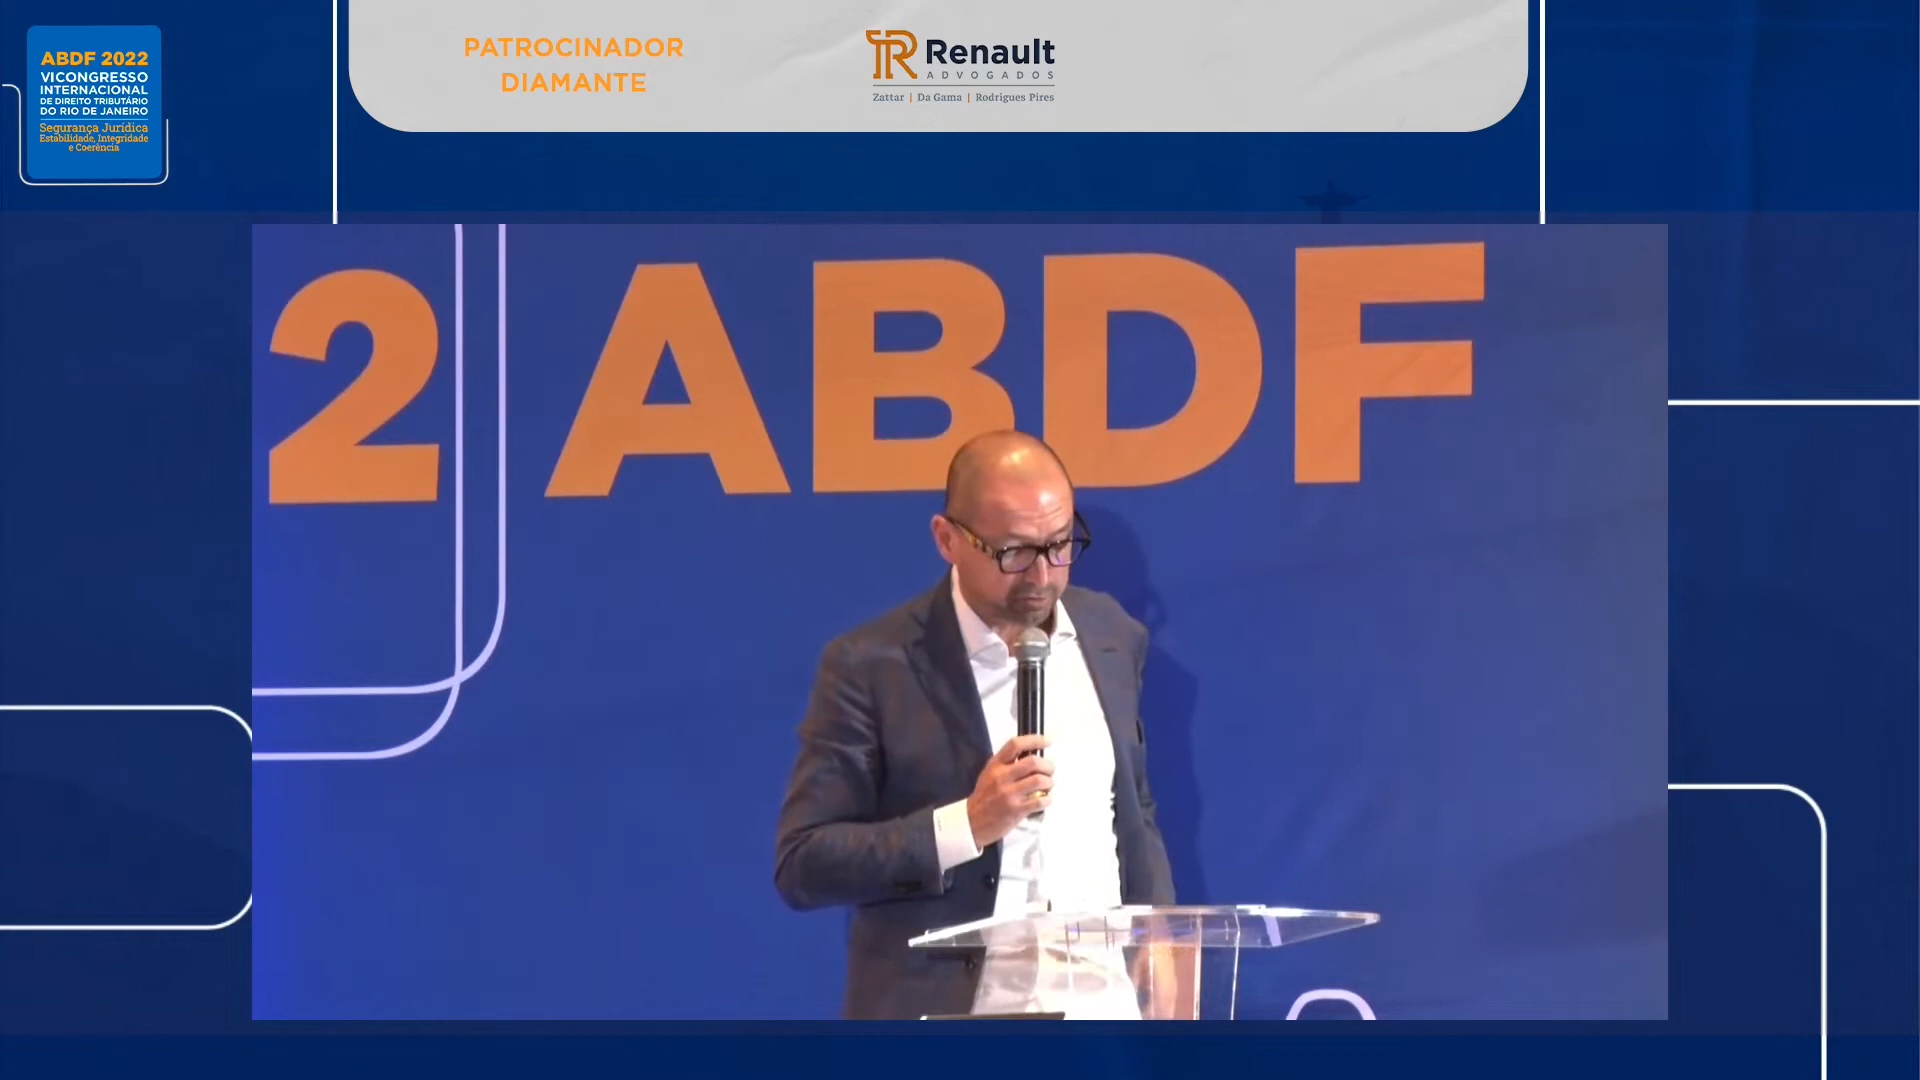 ABDF 2022
VI CONGRESSO
INTERNACIONAL
DE DIREITO TRIBUTÁRIO
DO RIO DE JANEIRO
Segurança Jurídica
Estabilidade, Integridade
e Coerência
PATROCINADOR
DIAMANTE
Renault
ADVOGADOS
Zattar | Da Gama | Rodrigues Pires
2 ABDF